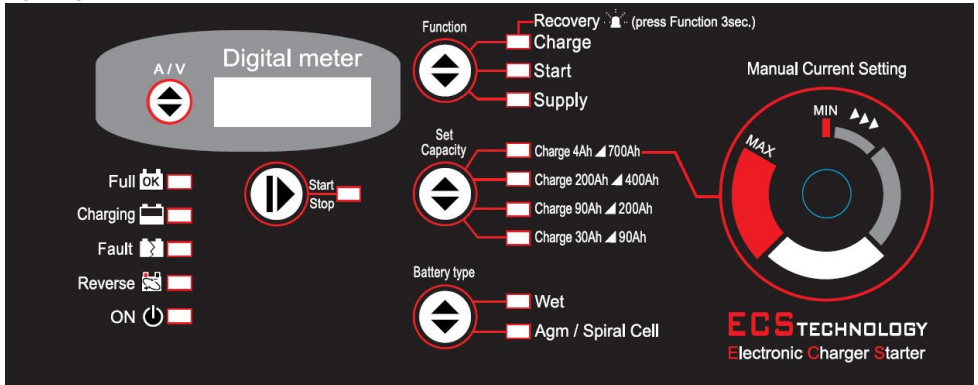 A / V
Digital meter
Full OK
Charging
Fault
Reverse
ON
Start
Stop
Function
Recovery (press Function 3sec.)
Charge
Start
Supply
Set
Capacity
Charge 4Ah 700Ah
Charge 200Ah 400Ah
Charge 90Ah 200Ah
Charge 30Ah 90Ah
Battery type
Wet
Agm / Spiral Cell
Manual Current Setting
MIN
MAX
ECS TECHNOLOGY
Electronic Charger Starter